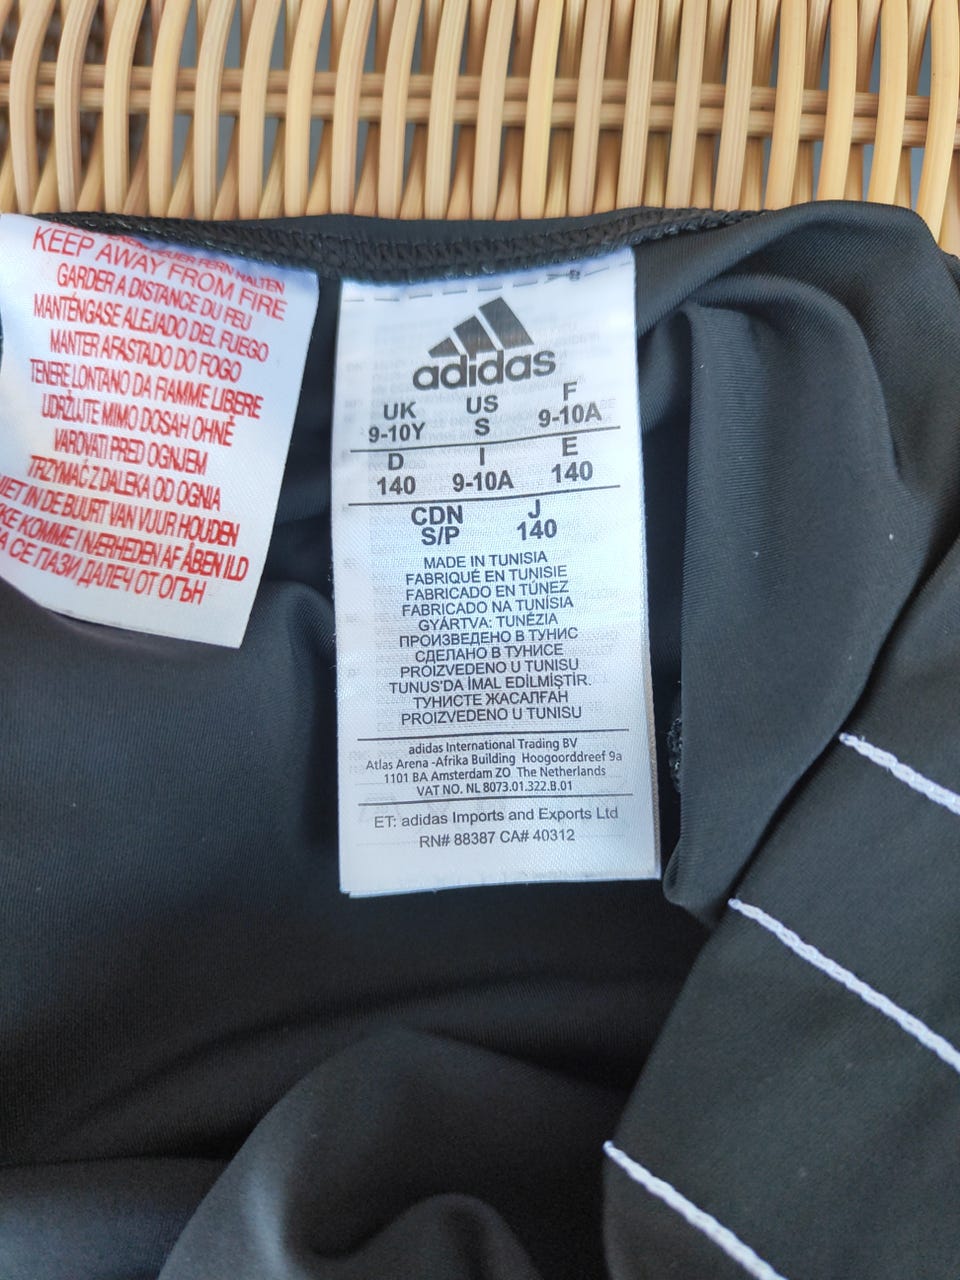 KEEP AWAY FROM FIRE
GARDER A DISTANCE DU FEU
MANTÉNGASE ALEJADO DEL FUEGO
MANTER AFASTADO DO FOGO
TENERE LONTANO DA FIAMME LIBERE
UDRŽUJTE MIMO DOSAH OHNĚ
VAROVATI PRED OGNJEM
TRZYMAĆ Z DALEKA OD OGNIA
NIET IN DE BUURT VAN VUUR HOUDEN
KOMME I NÆRHEDEN AF ÅBEN ILD
СЕ ПАЗИ ДАЛЕЧ ОТ ОГЪН
adidas
UK US F
9-10Y S 9-10A
D I E
140 9-10A 140
CDN J
S/P 140
MADE IN TUNISIA
FABRIQUÉ EN TUNISIE
FABRICADO EN TÚNEZ
FABRICADO NA TUNÍSIA
GYÁRTVA: TUNÉZIA
ПРОИЗВЕДЕНО В ТУНИС
СДЕЛАНО В ТУНИСЕ
PROIZVEDENO U TUNISU
TUNUS'DA İMAL EDİLMİŞTİR.
ТУНИСТЕ ЖАСАЛҒАН
PROIZVEDENO U TUNISU
adidas International Trading BV
Atlas Arena -Afrika Building Hoogoorddreef 9a
1101 BA Amsterdam ZO The Netherlands
VAT NO. NL 8073.01.322.B.01
ET: adidas Imports and Exports Ltd
RN# 88387 CA# 40312